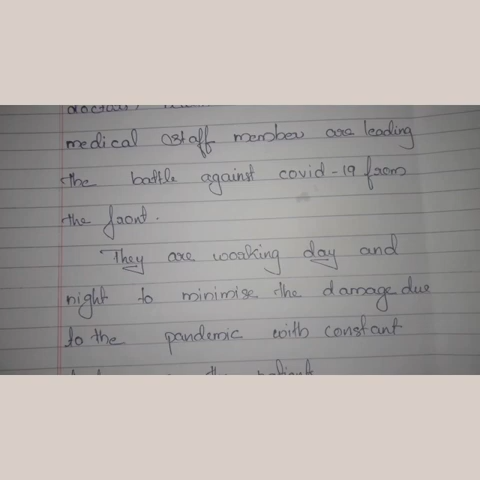 medical staff member are leading
the battle against covid-19 from
the front.
They are working day and
night to minimise the damage due
to the pandemic with constant